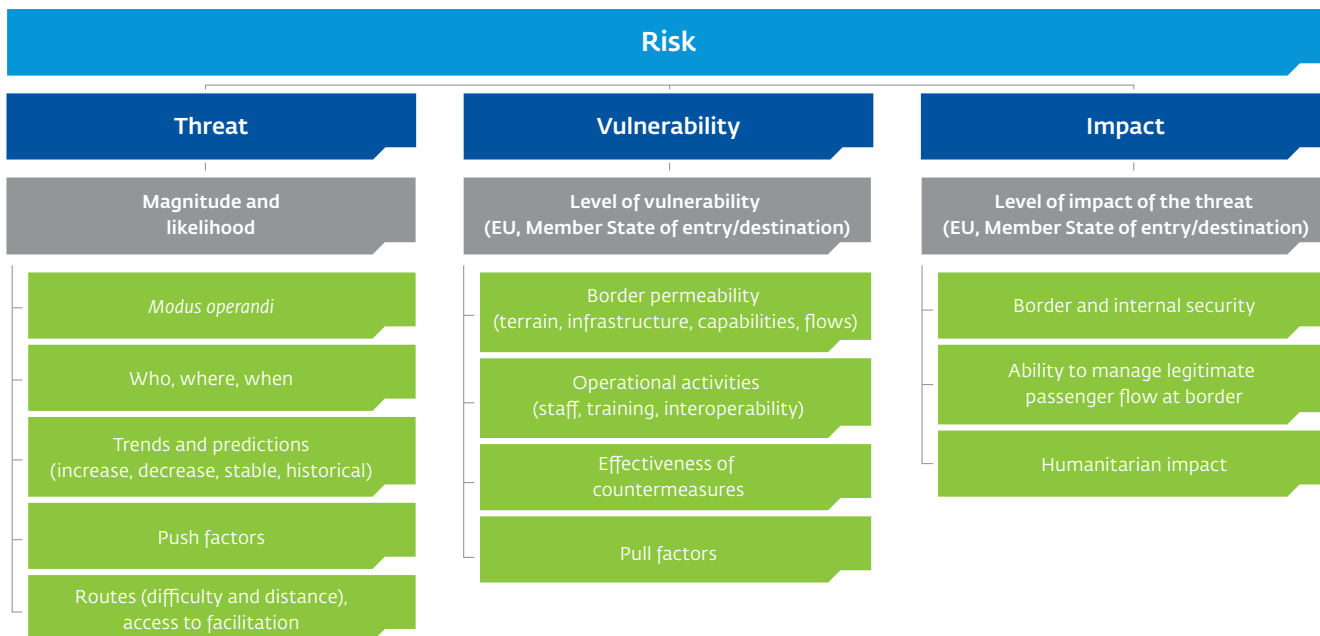 Risk
Threat
Magnitude and
likelihood
Modus operandi
Who, where, when
Trends and predictions
(increase, decrease, stable, historical)
Push factors
Routes (difficulty and distance),
access to facilitation
Vulnerability
Level of vulnerability
(EU, Member State of entry/destination)
Border permeability
(terrain, infrastructure, capabilities, flows)
Operational activities
(staff, training, interoperability)
Effectiveness of
countermeasures
Pull factors
Impact
Level of impact of the threat
(EU, Member State of entry/destination)
Border and internal security
Ability to manage legitimate
passenger flow at border
Humanitarian impact